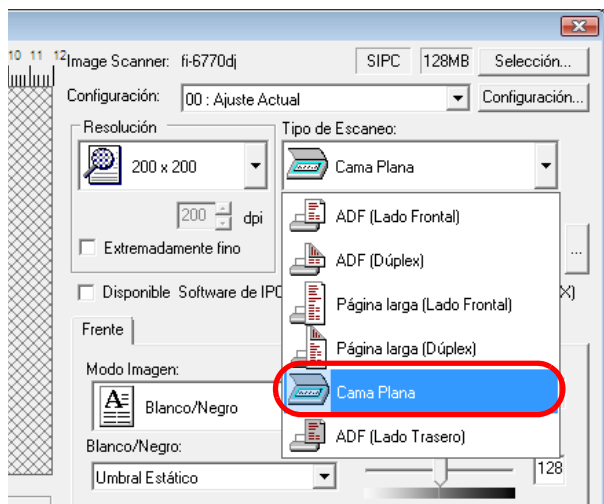 10 11 12
Image Scanner: fi-6770dj SIPC 128MB Selección...
Configuración: 00 : Ajuste Actual Configuración...
Resolución Tipo de Escaneo:
200 x 200 Cama Plana
200 dpi
ADF (Lado Frontal)
Extremadamente fino
ADF (Dúplex)
...
Disponible Software de IPC X)
Página larga (Lado Frontal)
Frente
Página larga (Dúplex)
Modo Imagen:
Cama Plana
Blanco/Negro
ADF (Lado Trasero)
Blanco/Negro:
Umbral Estático 128